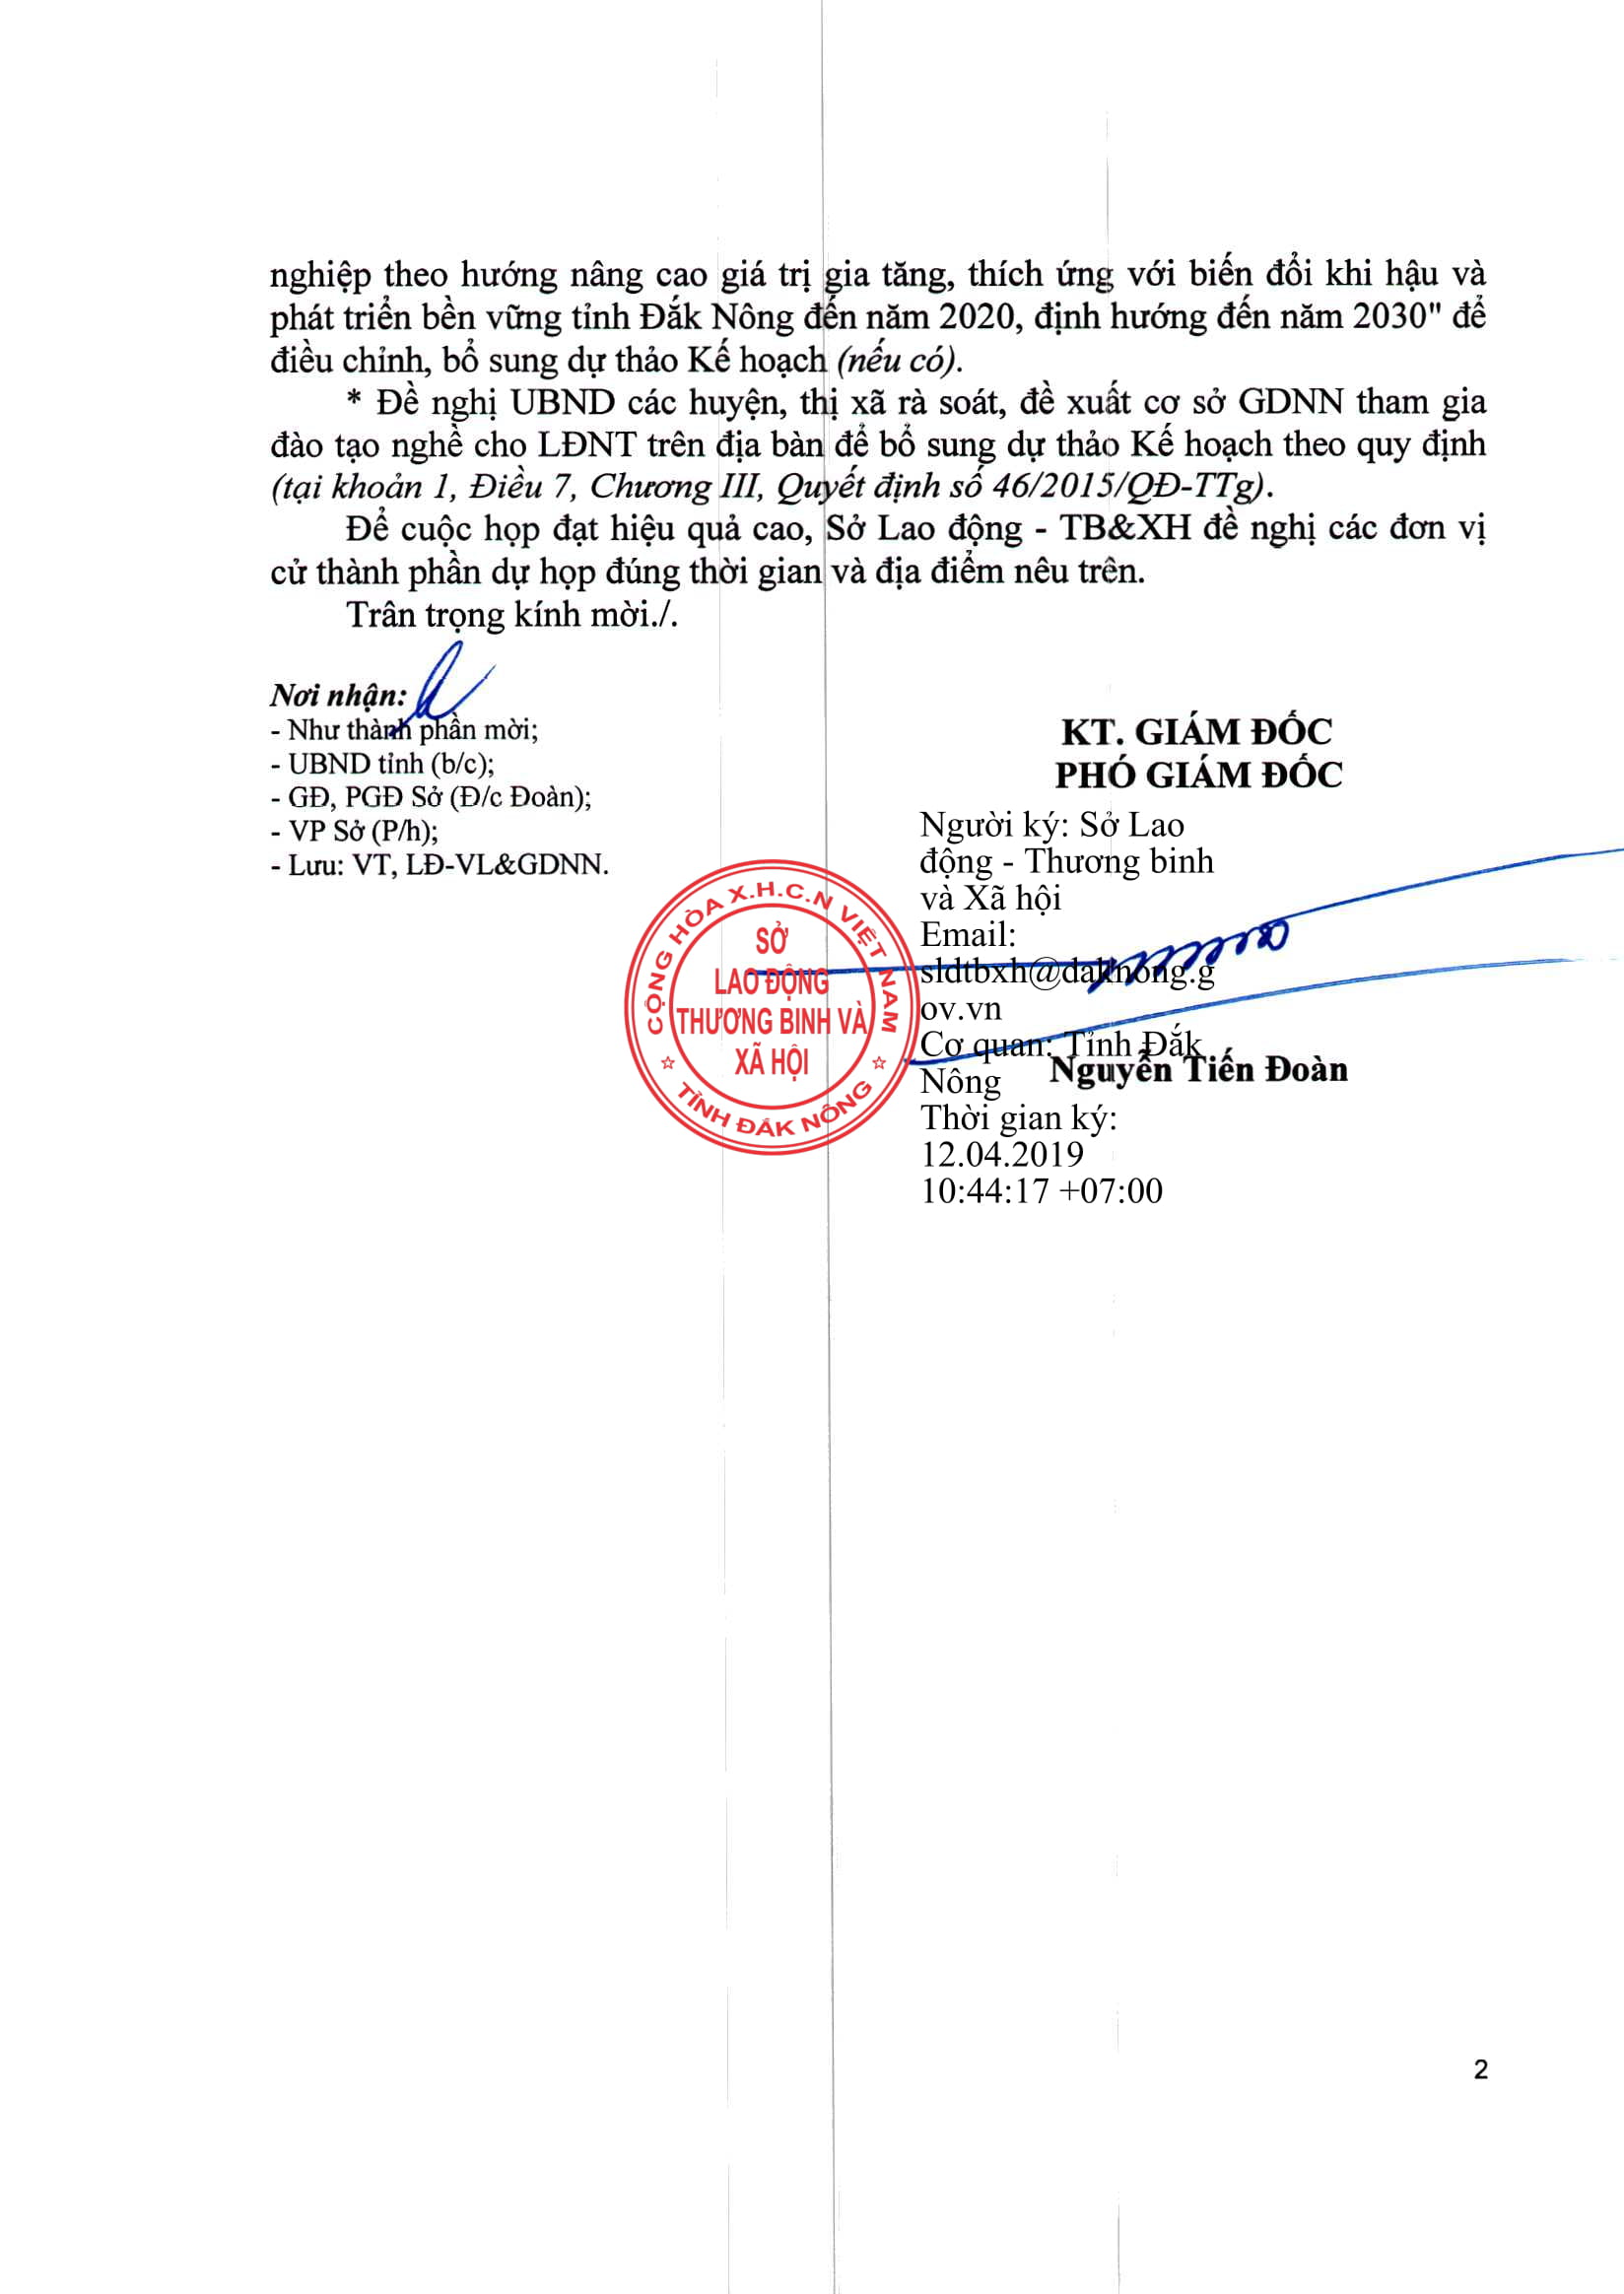 nghiệp theo hướng nâng cao giá trị gia tăng, thích ứng với biến đổi khi hậu và
phát triển bền vững tỉnh Đắk Nông đến năm 2020, định hướng đến năm 2030" để
điều chỉnh, bổ sung dự thảo Kế hoạch (nếu có).
* Đề nghị UBND các huyện, thị xã rà soát, đề xuất cơ sở GDNN tham gia
đào tạo nghề cho LĐNT trên địa bàn để bổ sung dự thảo Kế hoạch theo quy định
(tại khoản 1, Điều 7, Chương III, Quyết định số 46/2015/QĐ-TTg).
Để cuộc họp đạt hiệu quả cao, Sở Lao động - TB&XH đề nghị các đơn vị
cử thành phần dự họp đúng thời gian và địa điểm nêu trên.
Trân trọng kính mời./.
Nơi nhận:
- Như thành phần mời;
- UBND tỉnh (b/c);
- GĐ, PGĐ Sở (Đ/c Đoàn);
- VP Sở (P/h);
- Lưu: VT, LĐ-VL&GDNN.
KT. GIÁM ĐỐC
PHÓ GIÁM ĐỐC
Người ký: Sở Lao
động - Thương binh
và Xã hội
Email:
sldtbxh@daknong.g
ov.vn
Cơ quan: Tỉnh Đắk
Nông
Thời gian ký:
12.04.2019
10:44:17 +07:00
Nguyễn Tiến Đoàn
CỘNG HÒA X.H.C.N VIỆT NAM
SỞ
LAO ĐỘNG
THƯƠNG BINH VÀ
XÃ HỘI
TỈNH ĐẮK NÔNG
2